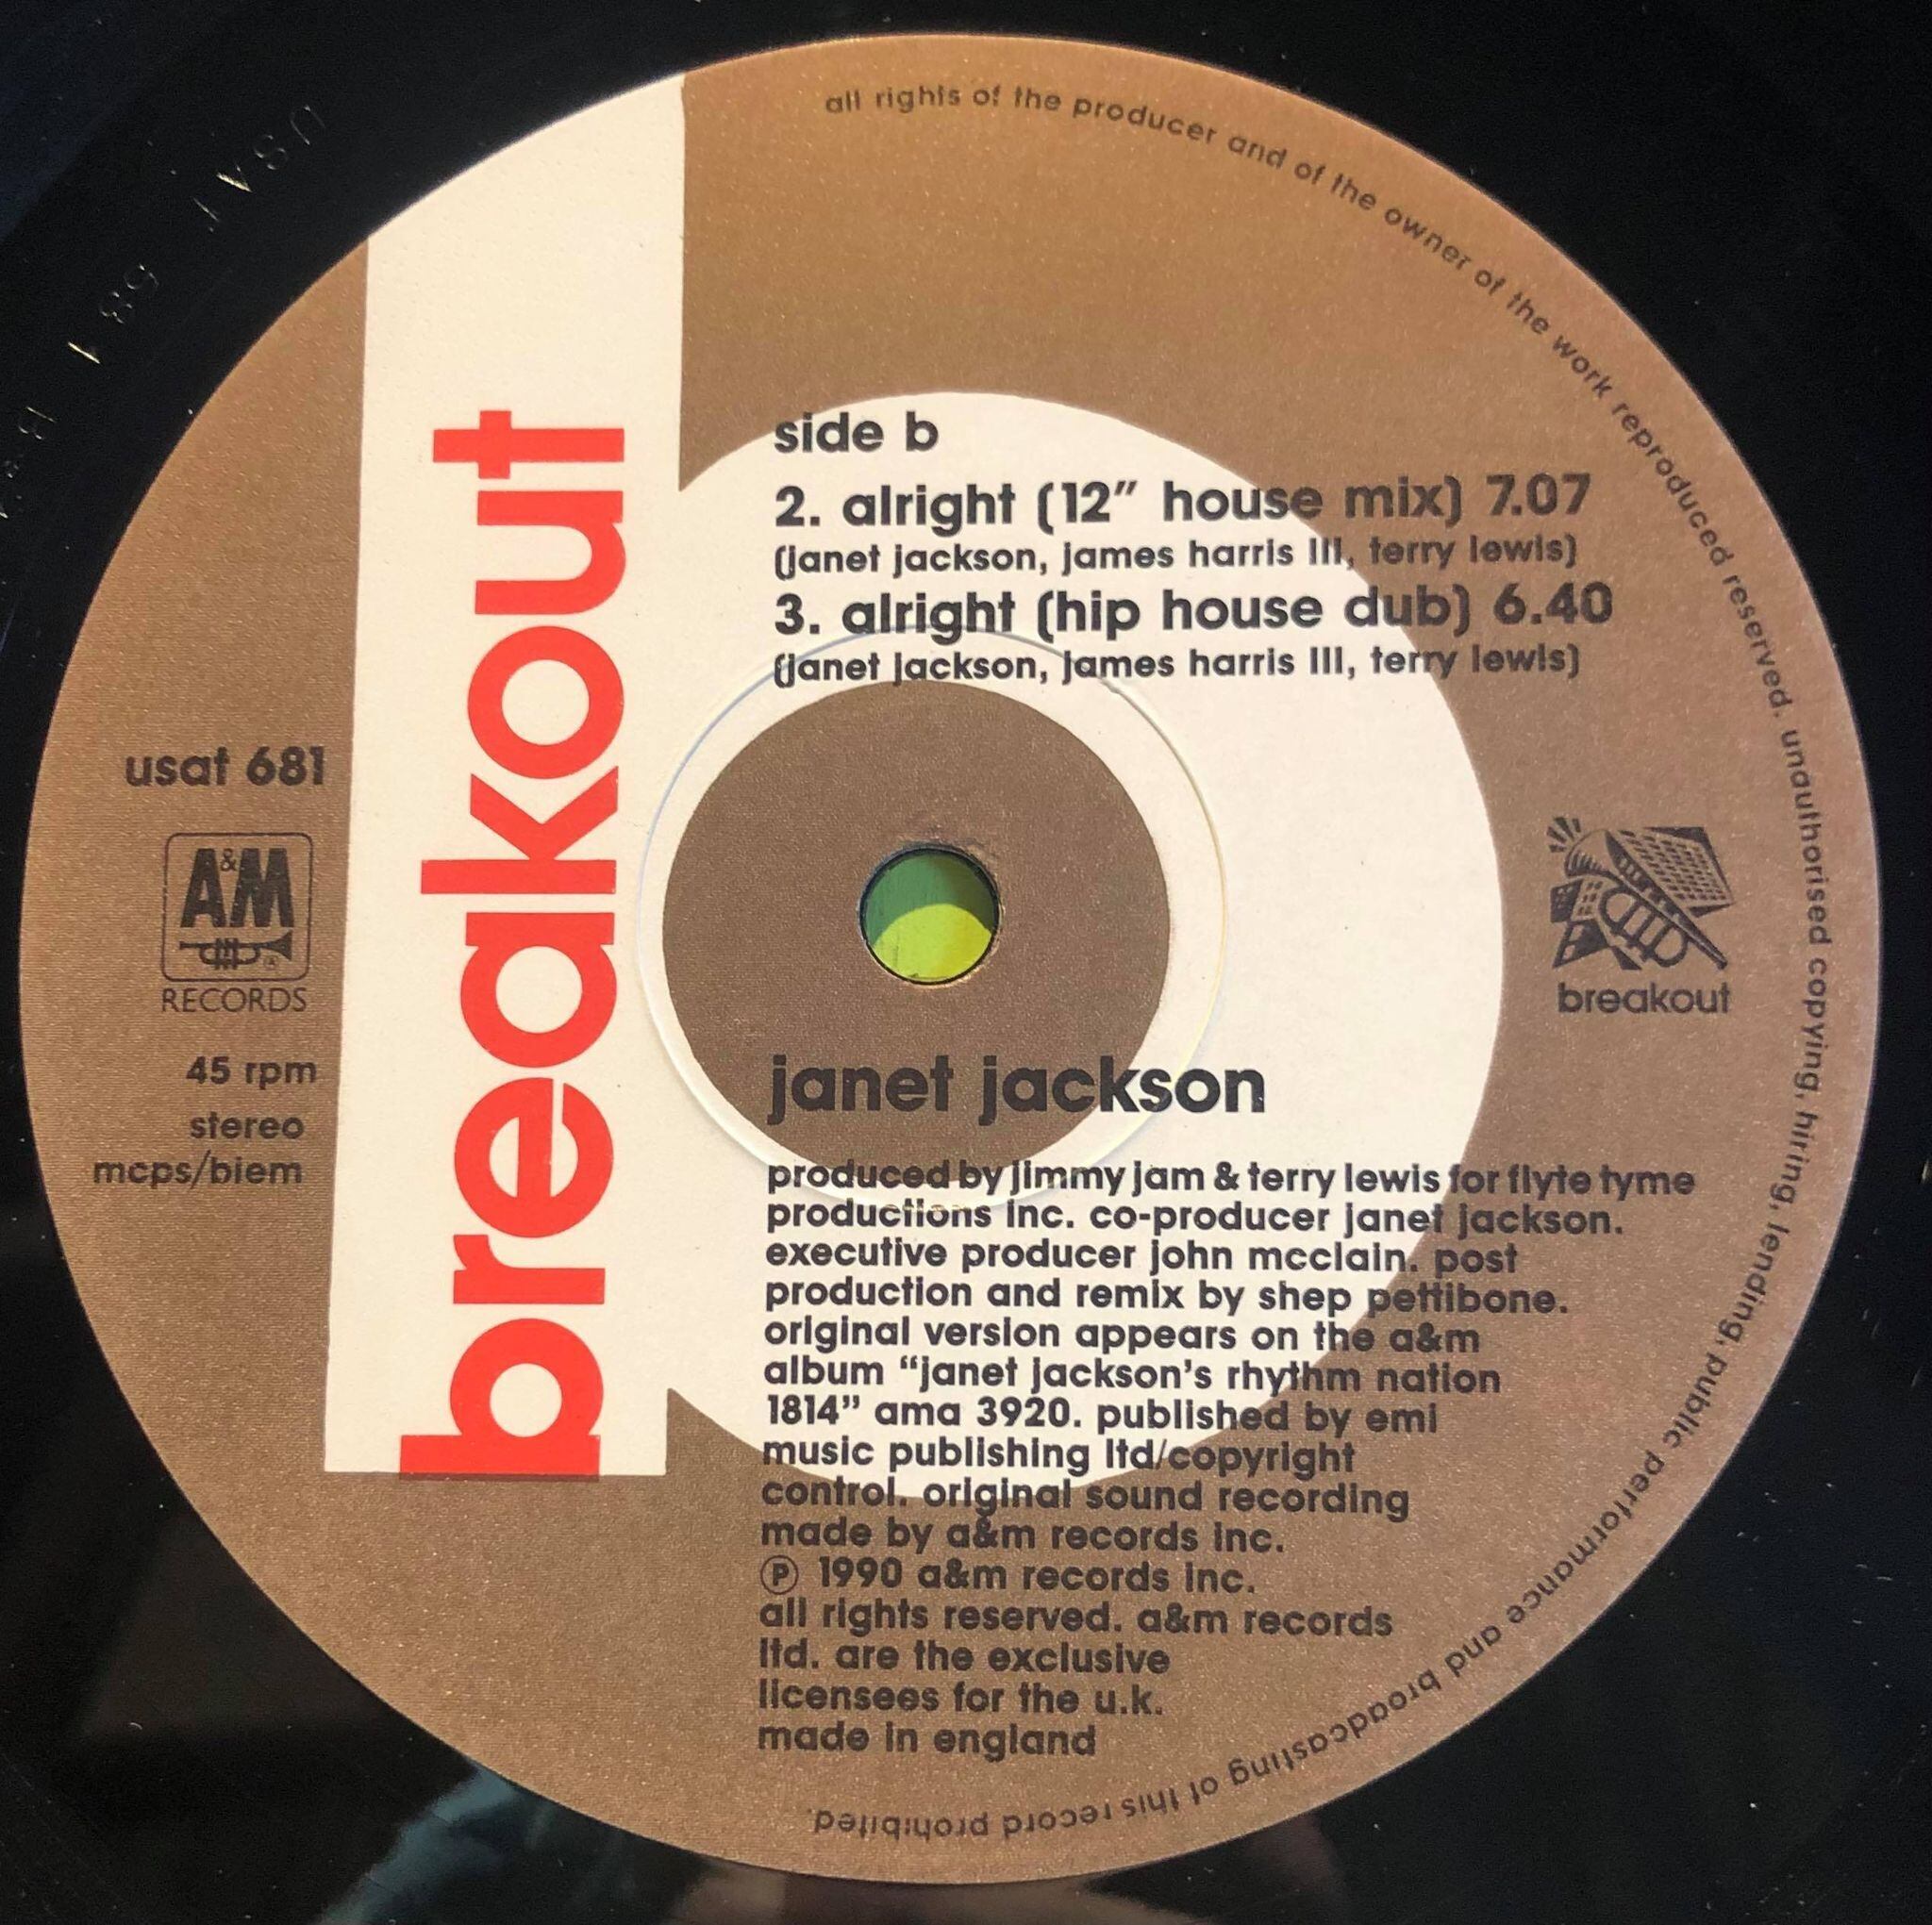 all rights of the producer and of the owner of the work reproduced reserved. unauthorised copying, hiring, lending, public performance and broadcasting of this record prohibited.
side b
2. alright (12" house mix) 7.07
(janet jackson, james harris III, terry lewis)
3. alright (hip house dub) 6.40
(janet jackson, james harris III, terry lewis)
usat 681
A&M
RECORDS
45 rpm
stereo
mcps/biem
breakout
breakout
janet jackson
produced by jimmy jam & terry lewis for flyte tyme
productions inc. co-producer janet jackson.
executive producer john mcclain. post
production and remix by shep pettibone.
original version appears on the a&m
album “janet jackson's rhythm nation
1814” ama 3920. published by emi
music publishing ltd/copyright
control. original sound recording
made by a&m records inc.
℗ 1990 a&m records inc.
all rights reserved. a&m records
ltd. are the exclusive
licensees for the u.k.
made in england